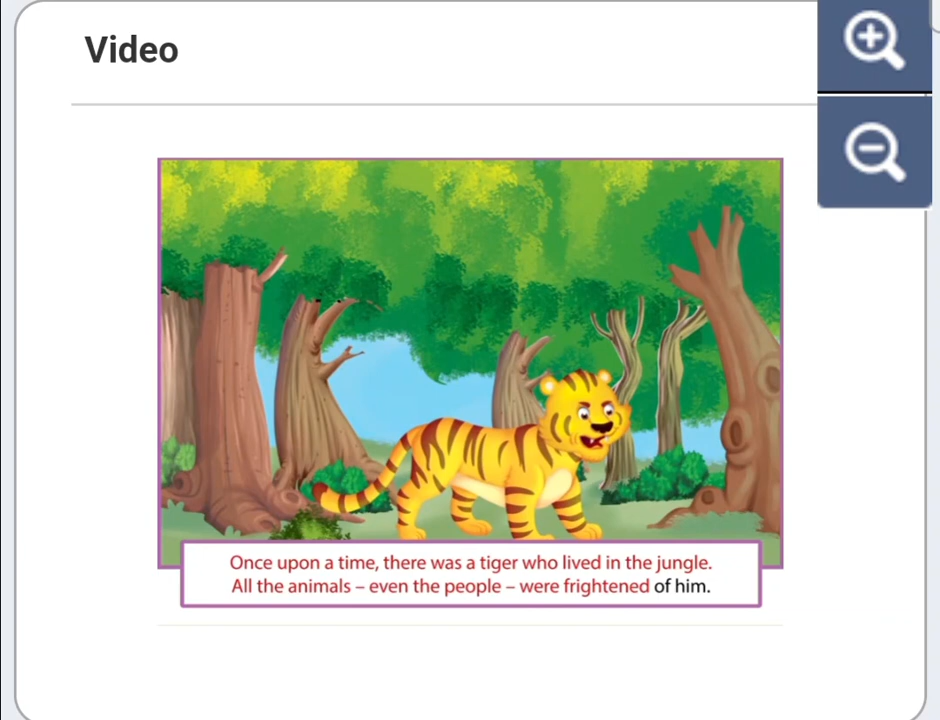 Video
Once upon a time, there was a tiger who lived in the jungle.
All the animals – even the people – were frightened of him.